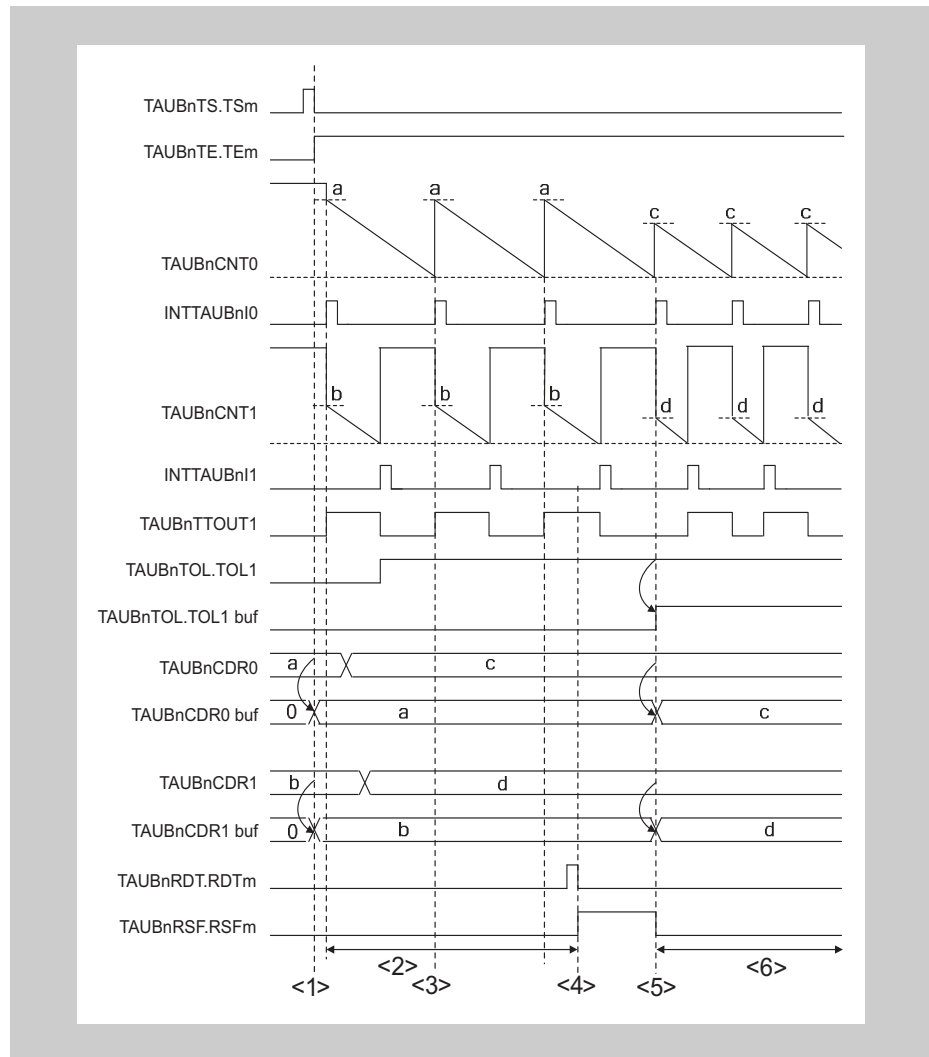 TAUBnTS.TSm
TAUBnTE.TEm
a a a c c c
TAUBnCNT0
INTTAUBnI0
b b b d d d
TAUBnCNT1
INTTAUBnI1
TAUBnTTOUT1
TAUBnTOL.TOL1
TAUBnTOL.TOL1 buf
TAUBnCDR0 a c
TAUBnCDR0 buf 0 a c
TAUBnCDR1 b d
TAUBnCDR1 buf 0 b d
TAUBnRDT.RDTm
TAUBnRSF.RSFm
<2> <6>
<1> <3> <4> <5>